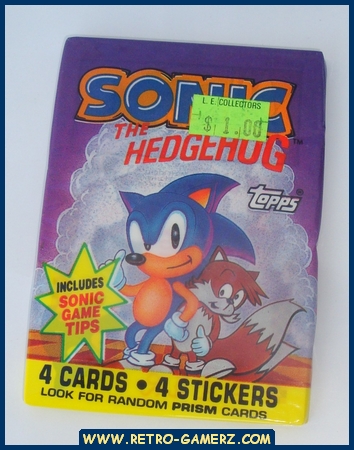 SONIC
L. E. COLLECTORS
$1.00
THE
HEDGEHOG™
Topps®
INCLUDES
SONIC
GAME
TIPS
4 CARDS • 4 STICKERS
LOOK FOR RANDOM PRISM CARDS
WWW.RETRO-GAMERZ.COM